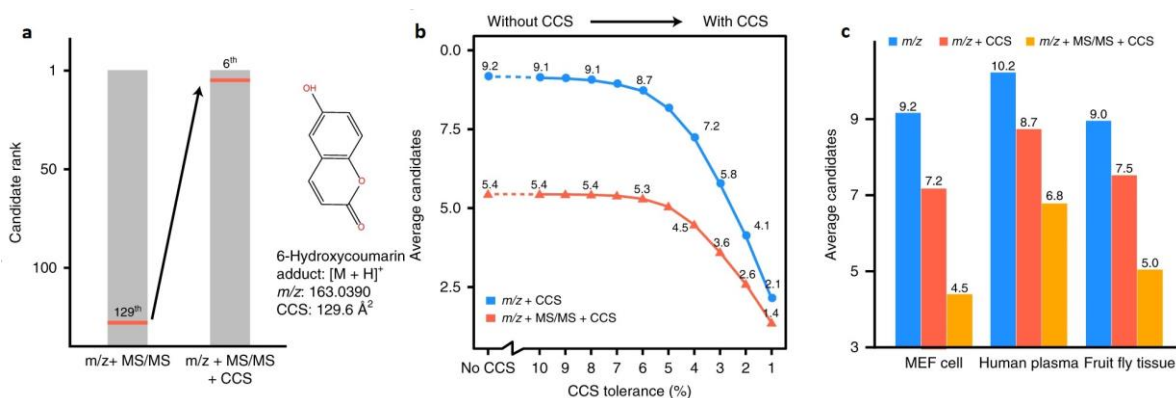 a
Candidate rank
1
50
100
129th
6th
m/z+ MS/MS
m/z + MS/MS
+ CCS
OH
O
O
6-Hydroxycoumarin
adduct: [M + H]+
m/z: 163.0390
CCS: 129.6 Å2
b
Without CCS
With CCS
Average candidates
0.0
7.5
5.0
2.5
9.2
9.1
9.1
8.7
7.2
5.8
4.1
2.1
5.4
5.4
5.4
5.3
4.5
3.6
2.6
1.4
m/z + CCS
m/z + MS/MS + CCS
No CCS 10 9 8 7 6 5 4 3 2 1
CCS tolerance (%)
c
m/z m/z + CCS m/z + MS/MS + CCS
Average candidates
9
7
5
3
9.2
7.2
4.5
10.2
8.7
6.8
9.0
7.5
5.0
MEF cell Human plasma Fruit fly tissue